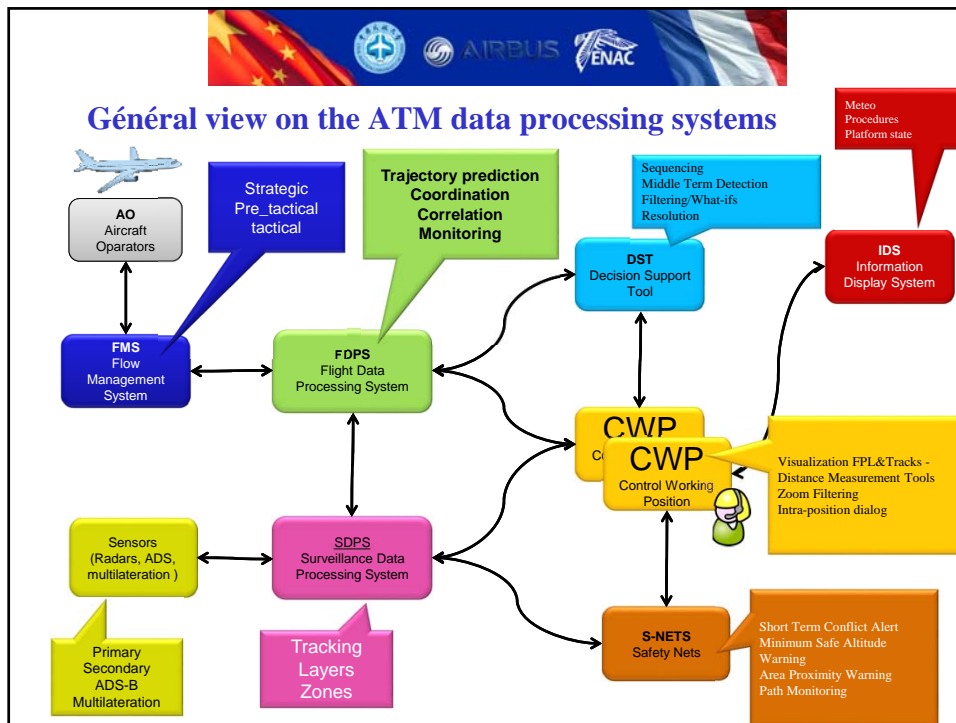 AIRBUS
ENAC
Général view on the ATM data processing systems
Meteo
Procedures
Platform state
AO
Aircraft
Oparators
Strategic
Pre_tactical
tactical
Trajectory prediction
Coordination
Correlation
Monitoring
Sequencing
Middle Term Detection
Filtering/What-ifs
Resolution
DST
Decision Support
Tool
IDS
Information
Display System
FMS
Flow
Management
System
FDPS
Flight Data
Processing System
CWP
Co
CWP
Control Working
Position
Visualization FPL&Tracks -
Distance Measurement Tools
Zoom Filtering
Intra-position dialog
Sensors
(Radars, ADS,
multilateration )
SDPS
Surveillance Data
Processing System
Primary
Secondary
ADS-B
Multilateration
Tracking
Layers
Zones
S-NETS
Safety Nets
Short Term Conflict Alert
Minimum Safe Altitude
Warning
Area Proximity Warning
Path Monitoring